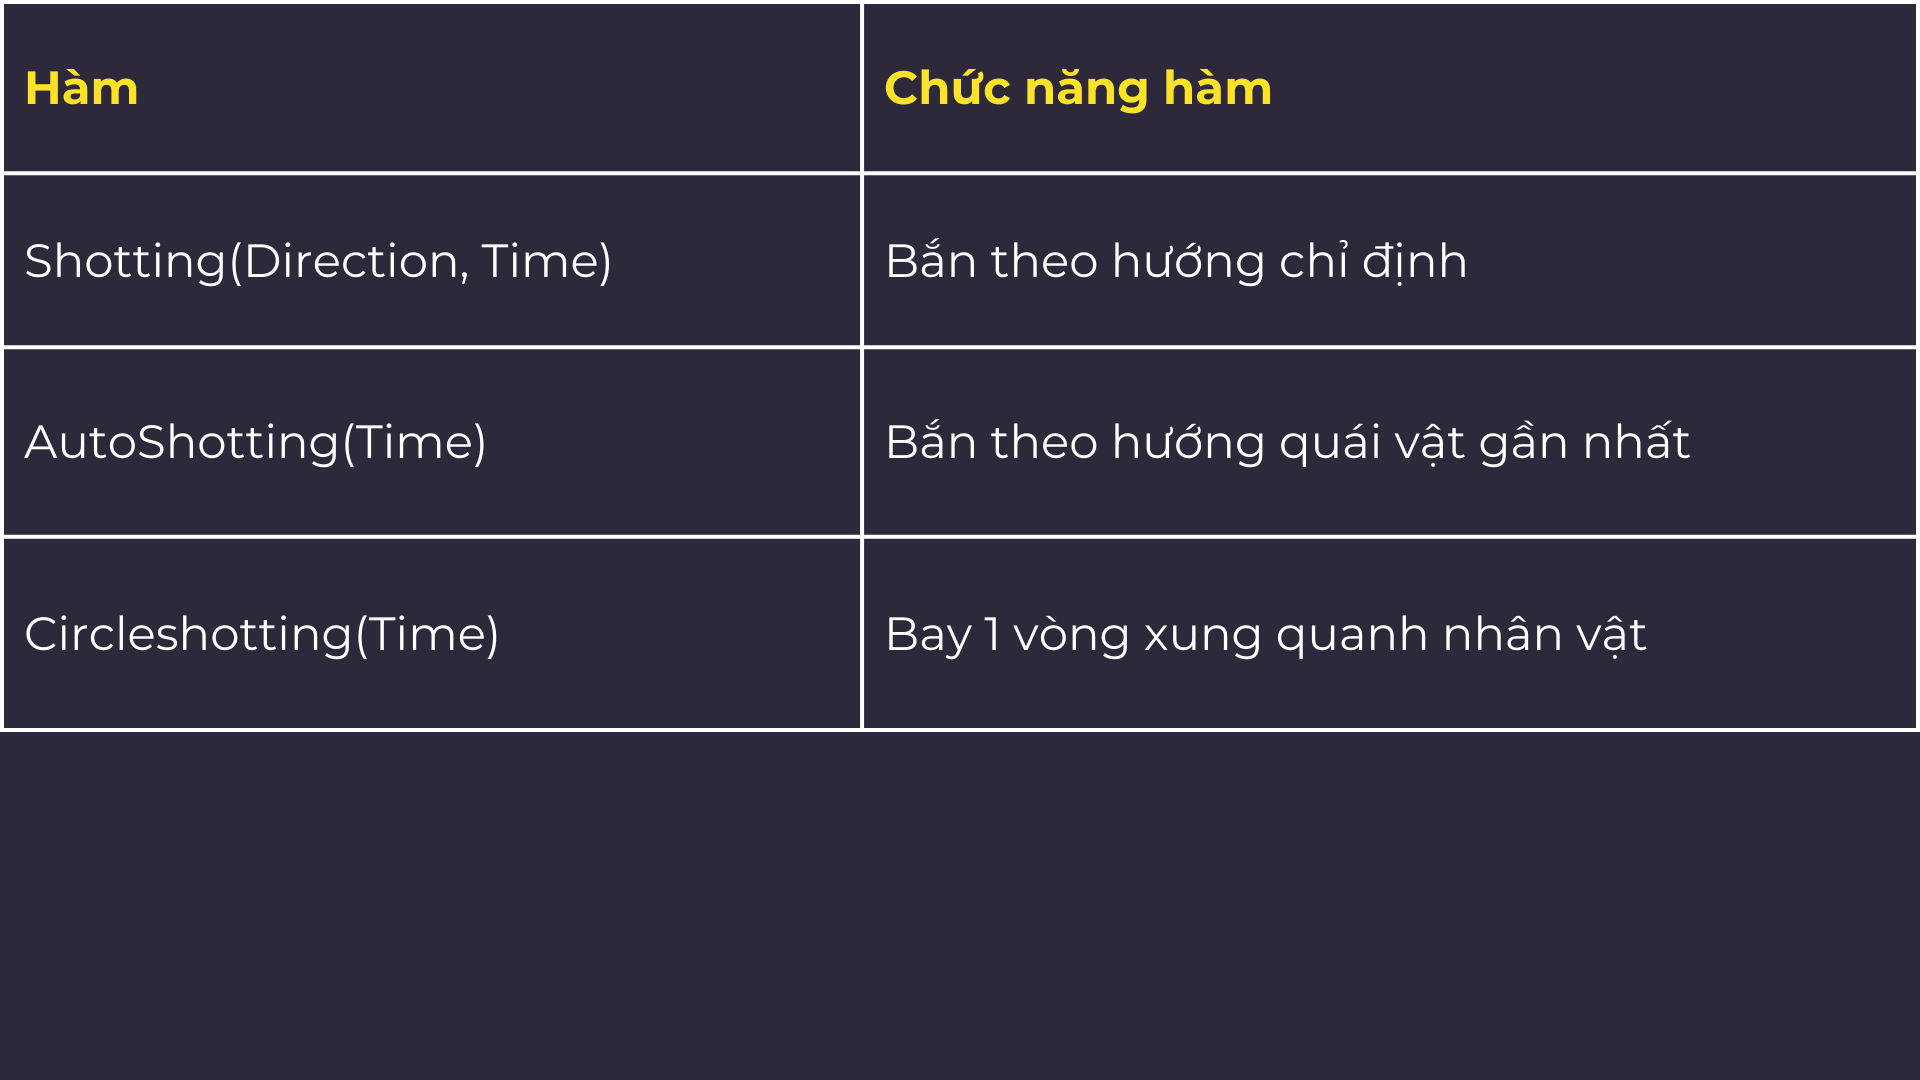 Hàm
Chức năng hàm
Shotting(Direction, Time)
Bắn theo hướng chỉ định
AutoShotting(Time)
Bắn theo hướng quái vật gần nhất
Circleshotting(Time)
Bay 1 vòng xung quanh nhân vật